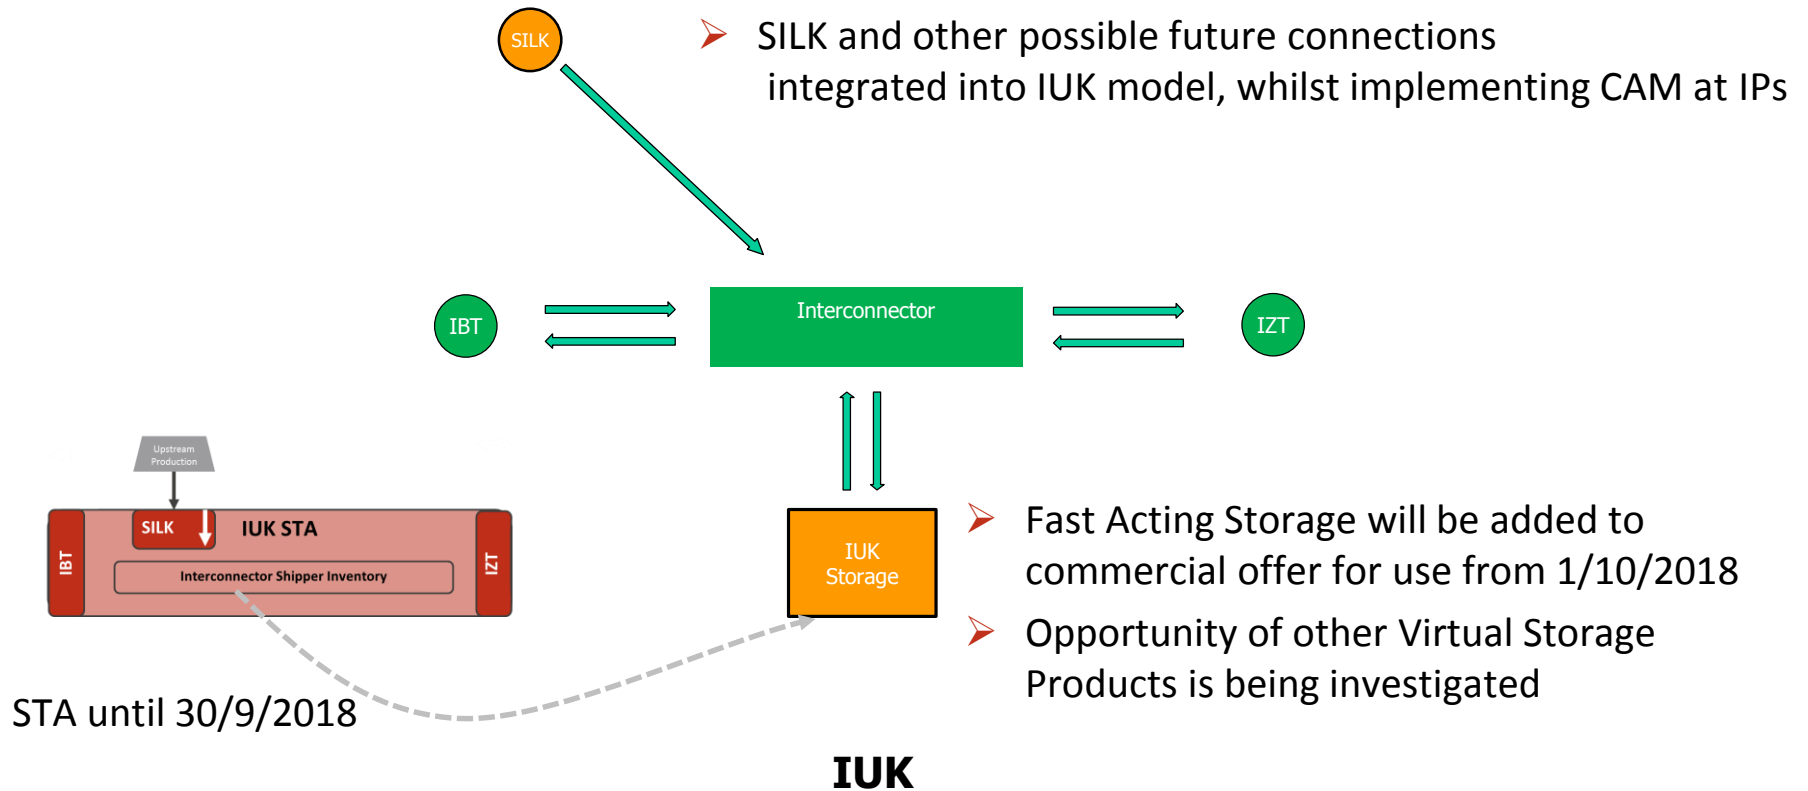 SILK
SILK and other possible future connections
integrated into IUK model, whilst implementing CAM at IPs
IBT
Interconnector
IZT
Upstream
Production
SILK
IUK STA
IBT
Interconnector Shipper Inventory
IZT
IUK
Storage
Fast Acting Storage will be added to
commercial offer for use from 1/10/2018
Opportunity of other Virtual Storage
Products is being investigated
STA until 30/9/2018
IUK